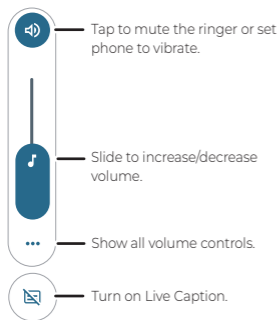 Tap to mute the ringer or set
phone to vibrate.
Slide to increase/decrease
volume.
Show all volume controls.
Turn on Live Caption.